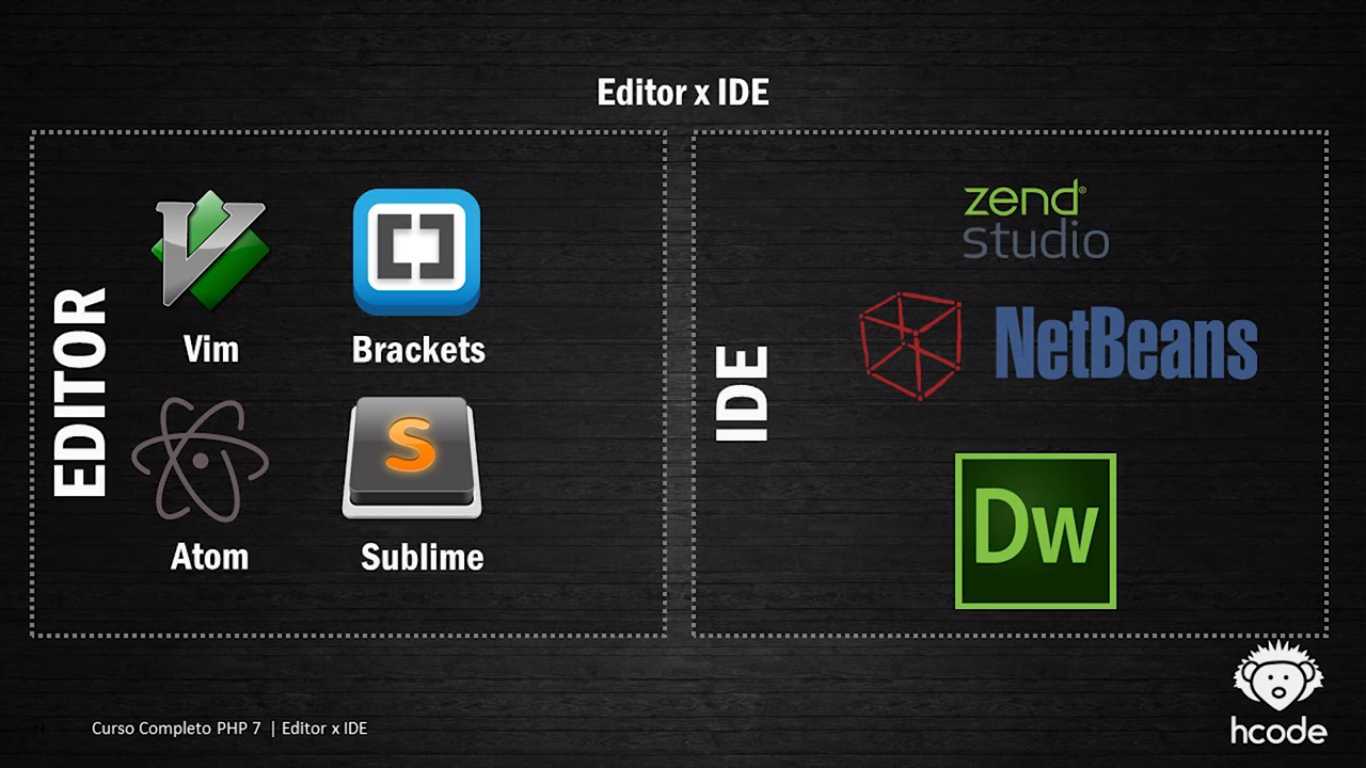 Editor x IDE
EDITOR
Vim
Brackets
Atom
S
Sublime
IDE
zend®
studio
NetBeans
Dw
Curso Completo PHP 7 | Editor x IDE
hcode